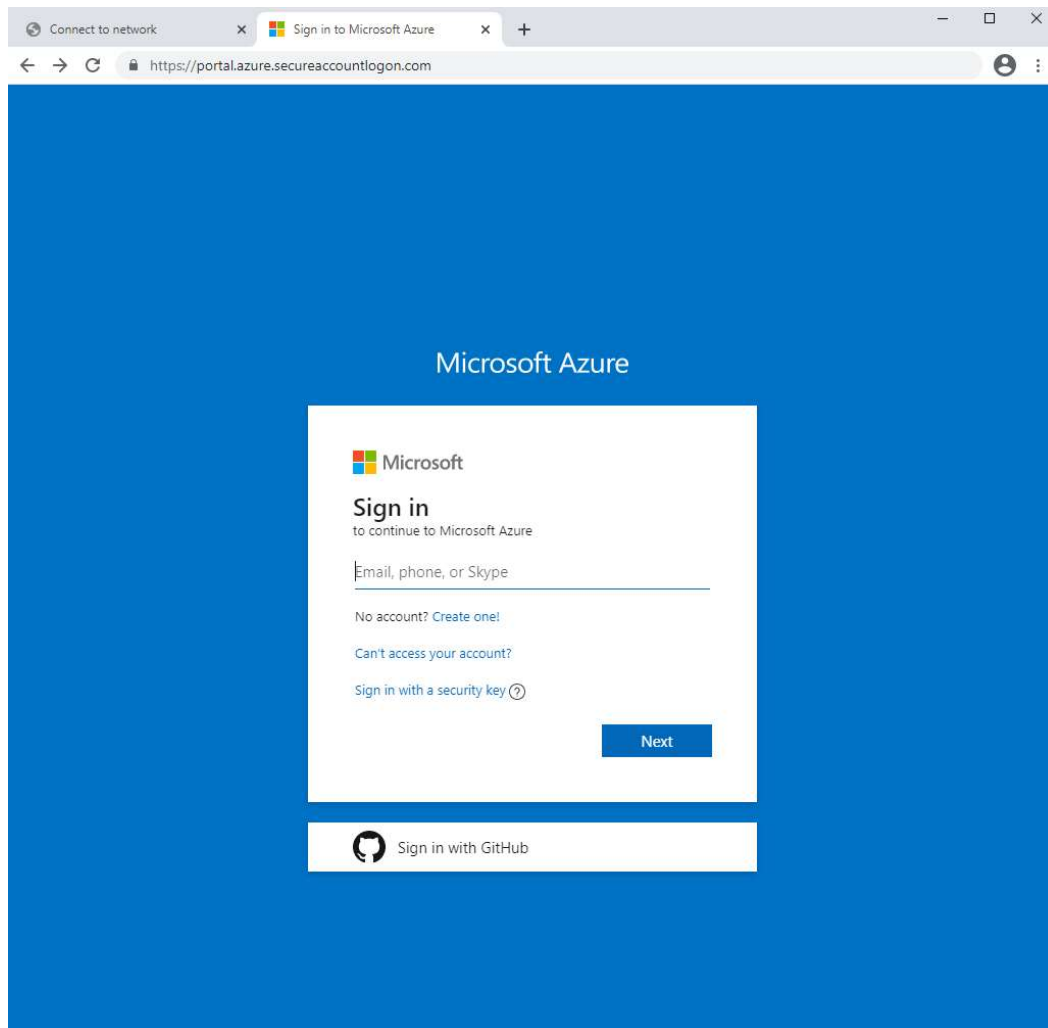 Connect to network
Sign in to Microsoft Azure
https://portal.azure.secureaccountlogon.com
Microsoft Azure
Microsoft
Sign in
to continue to Microsoft Azure
Email, phone, or Skype
No account? Create one!
Can't access your account?
Sign in with a security key
Next
Sign in with GitHub